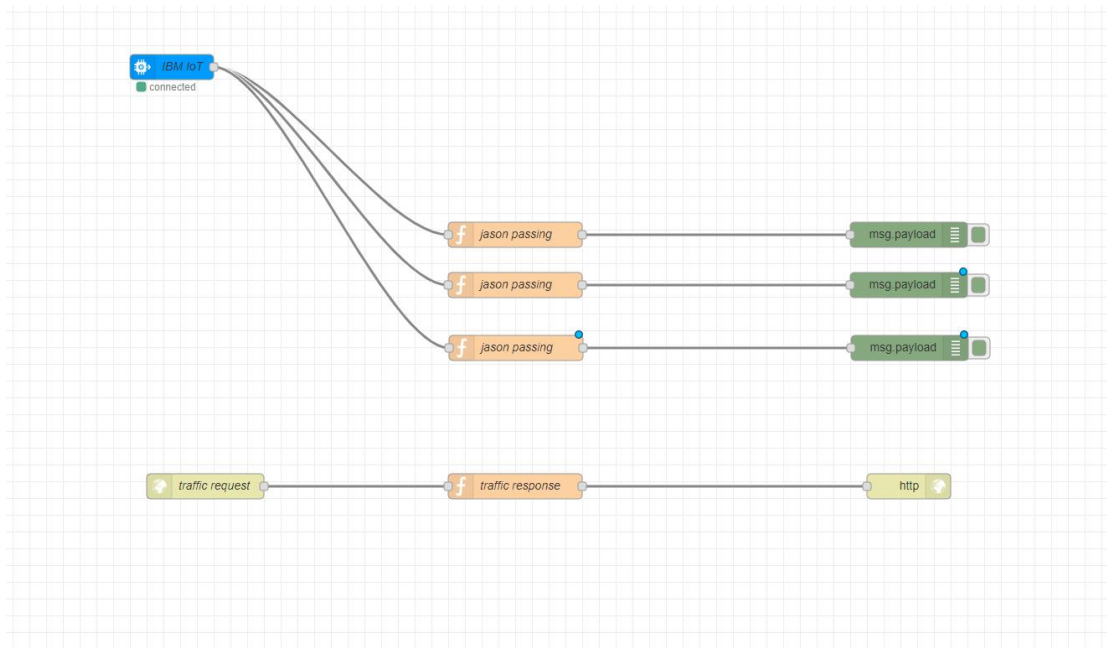 IBM IoT
connected
jason passing
msg.payload
jason passing
msg.payload
jason passing
msg.payload
traffic request
traffic response
http